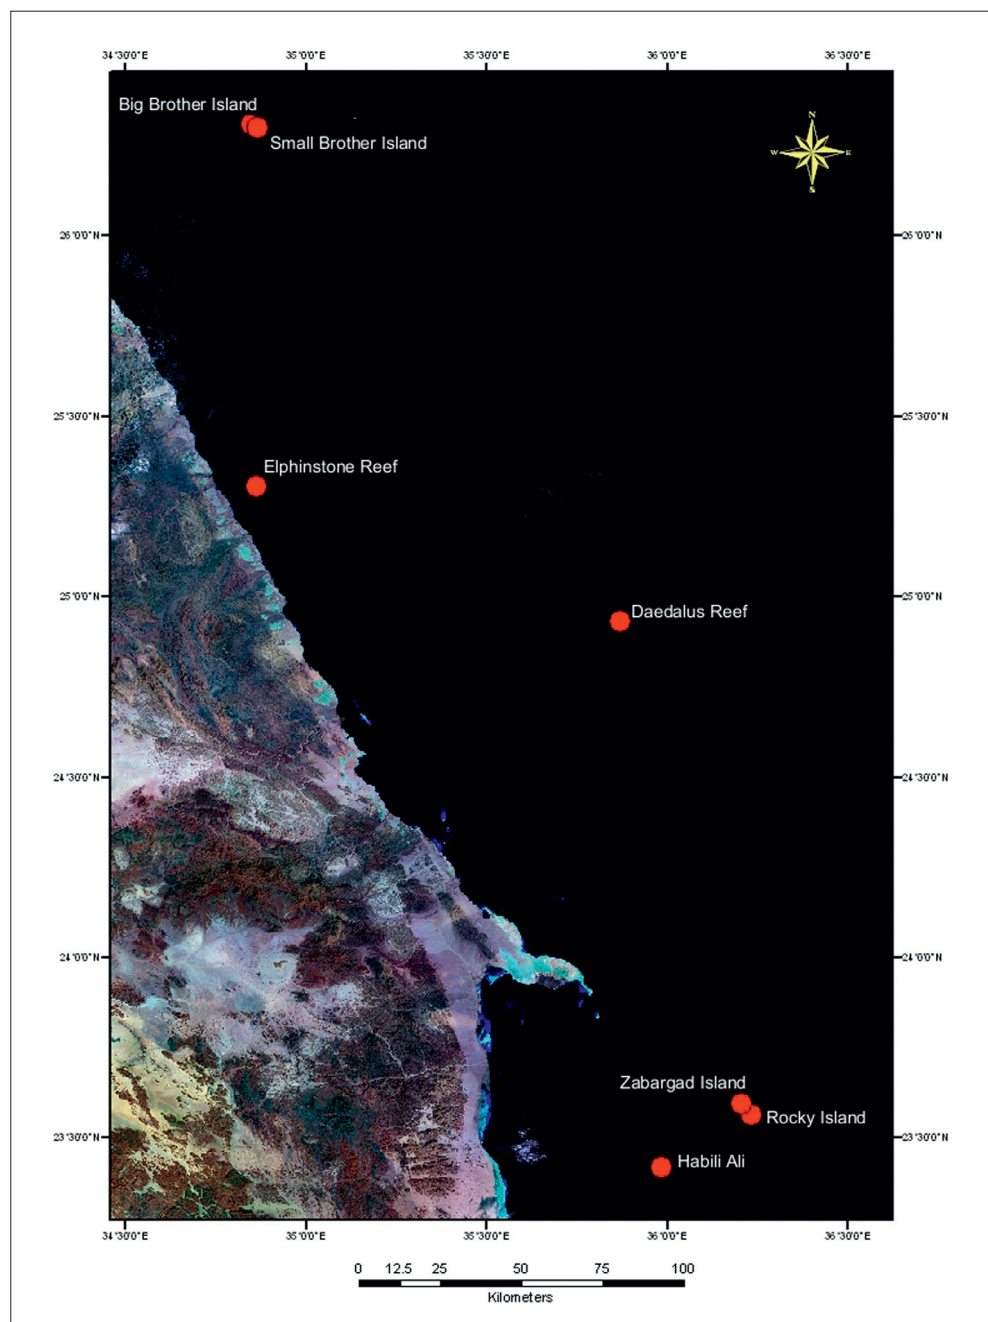 34°30'0"E 35°0'0"E 35°30'0"E 36°0'0"E 36°30'0"E
Big Brother Island
Small Brother Island
N
W E
S
26°0'0"N 26°0'0"N
25°30'0"N 25°30'0"N
Elphinstone Reef
25°0'0"N 25°0'0"N
Daedalus Reef
24°30'0"N 24°30'0"N
24°0'0"N 24°0'0"N
Zabargad Island
Rocky Island
23°30'0"N 23°30'0"N
Habili Ali
34°30'0"E 35°0'0"E 35°30'0"E 36°0'0"E 36°30'0"E
0 12.5 25 50 75 100
Kilometers